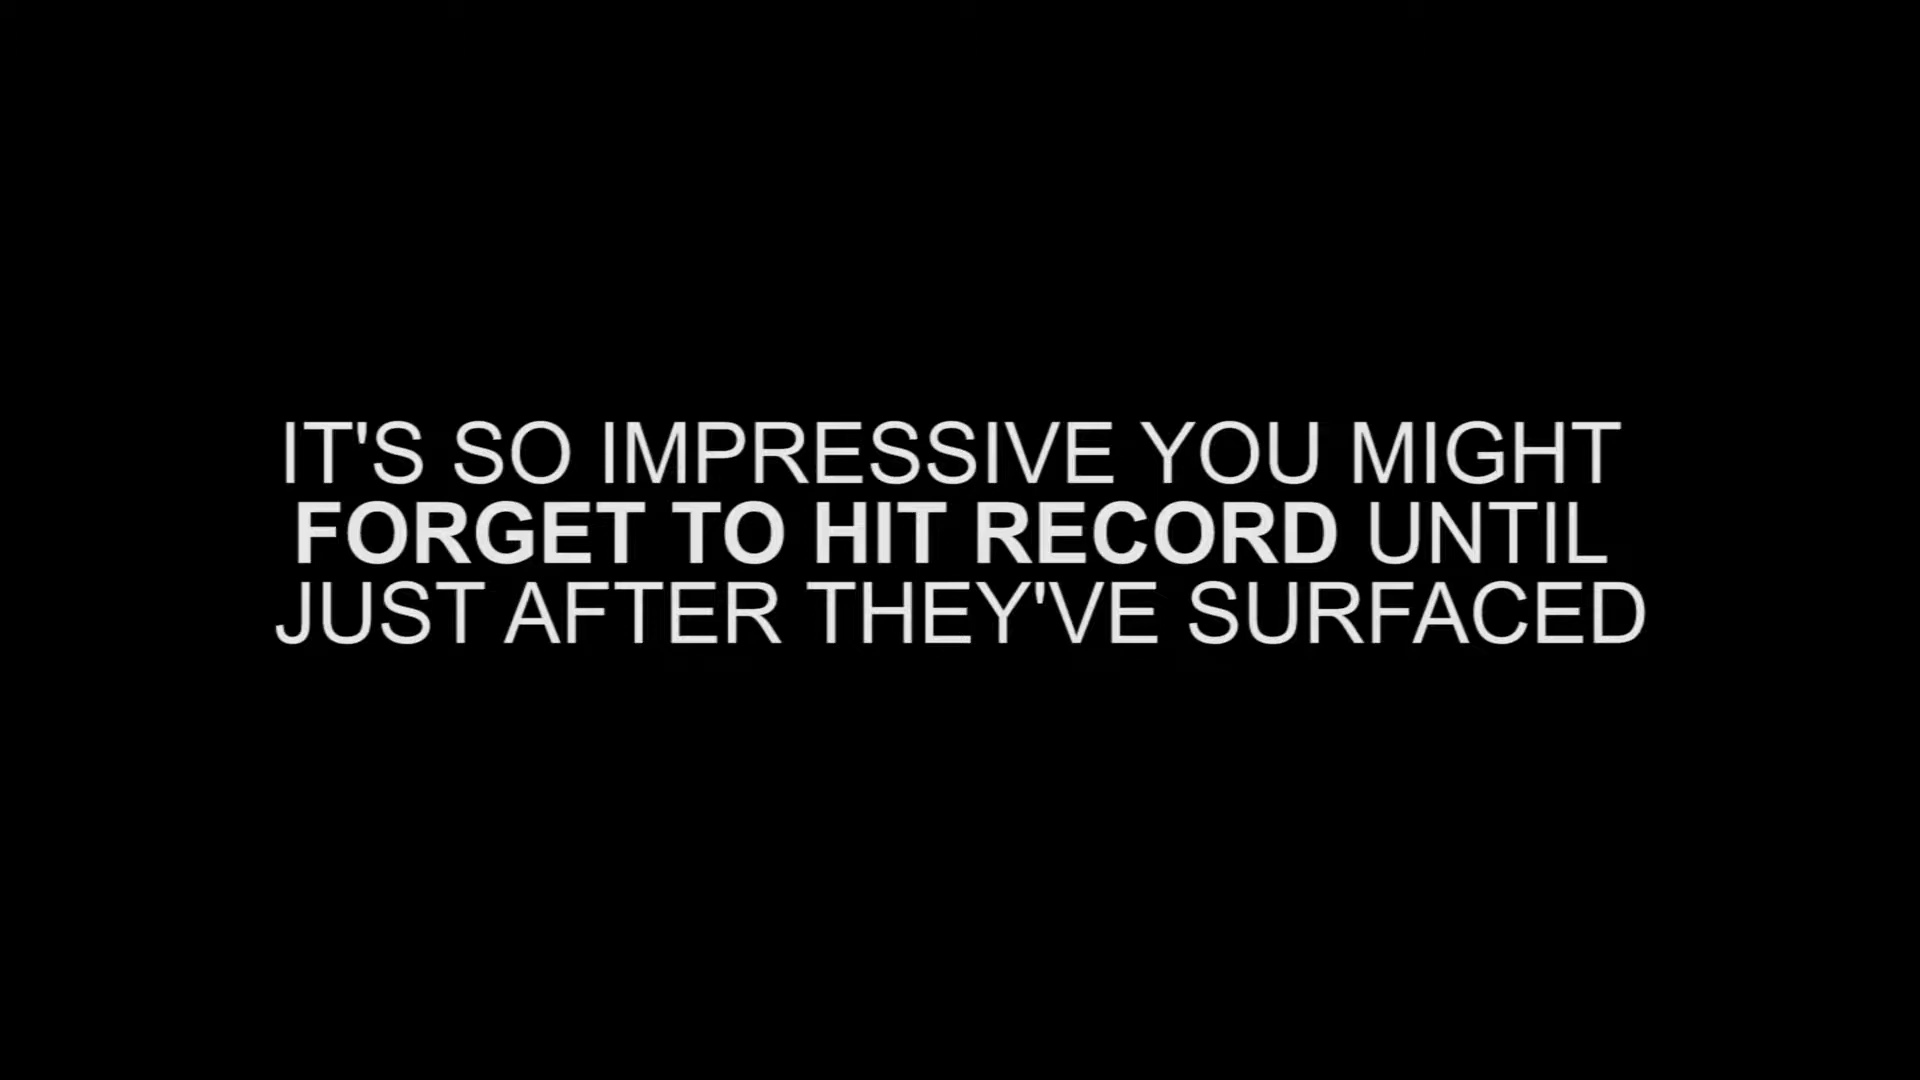 IT'S SO IMPRESSIVE YOU MIGHT
FORGET TO HIT RECORD UNTIL
JUST AFTER THEY'VE SURFACED